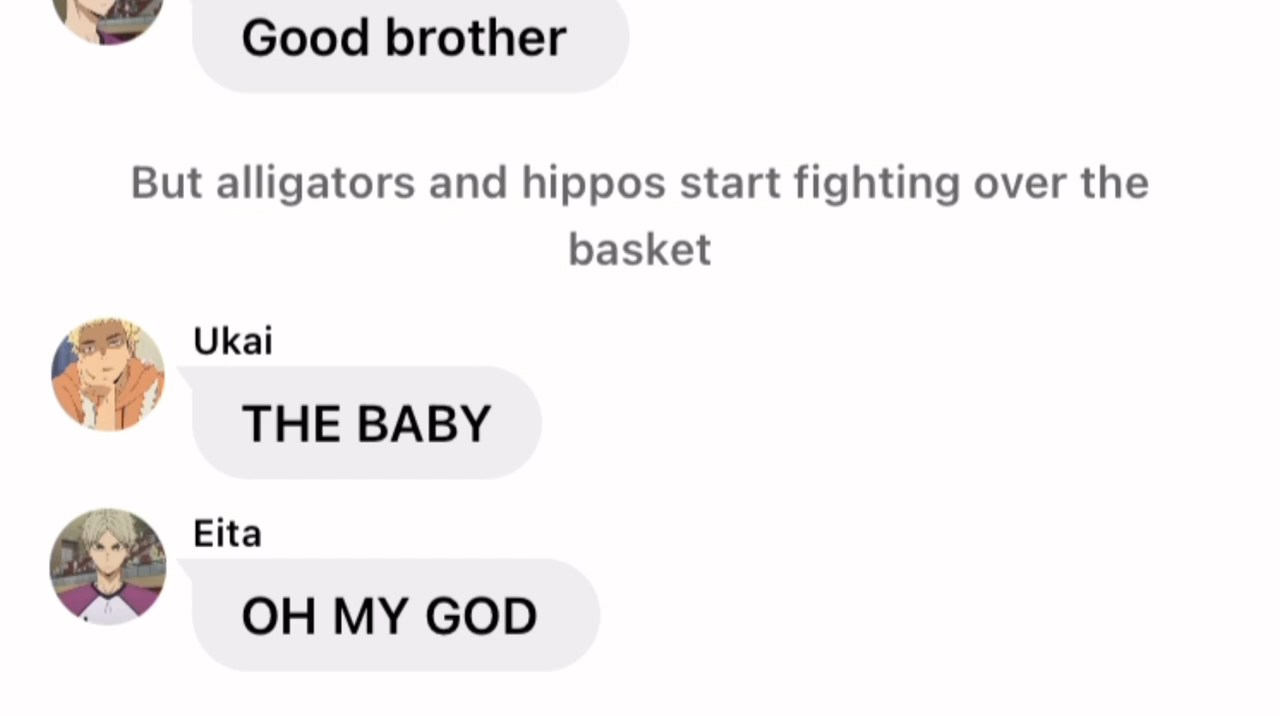 Good brother
But alligators and hippos start fighting over the
basket
Ukai
THE BABY
Eita
OH MY GOD